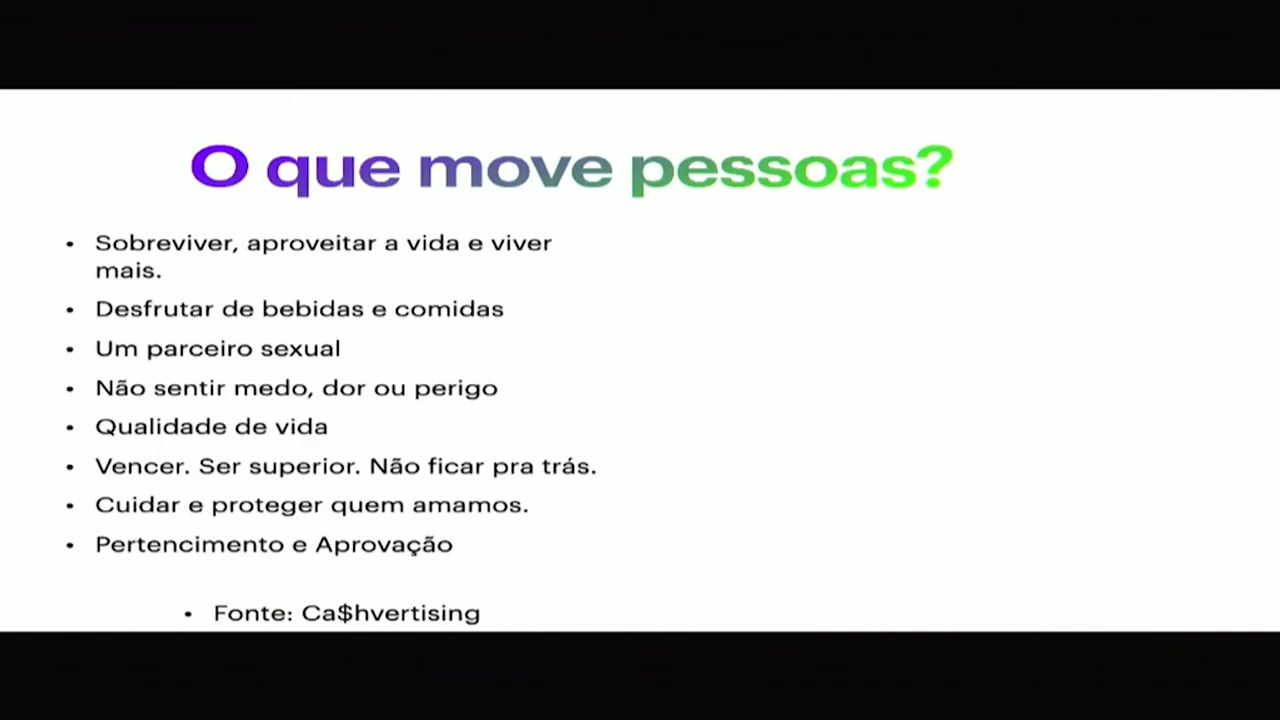 O que move pessoas?
• Sobreviver, aproveitar a vida e viver
mais.
• Desfrutar de bebidas e comidas
• Um parceiro sexual
• Não sentir medo, dor ou perigo
• Qualidade de vida
• Vencer. Ser superior. Não ficar pra trás.
• Cuidar e proteger quem amamos.
• Pertencimento e Aprovação
• Fonte: Ca$hvertising